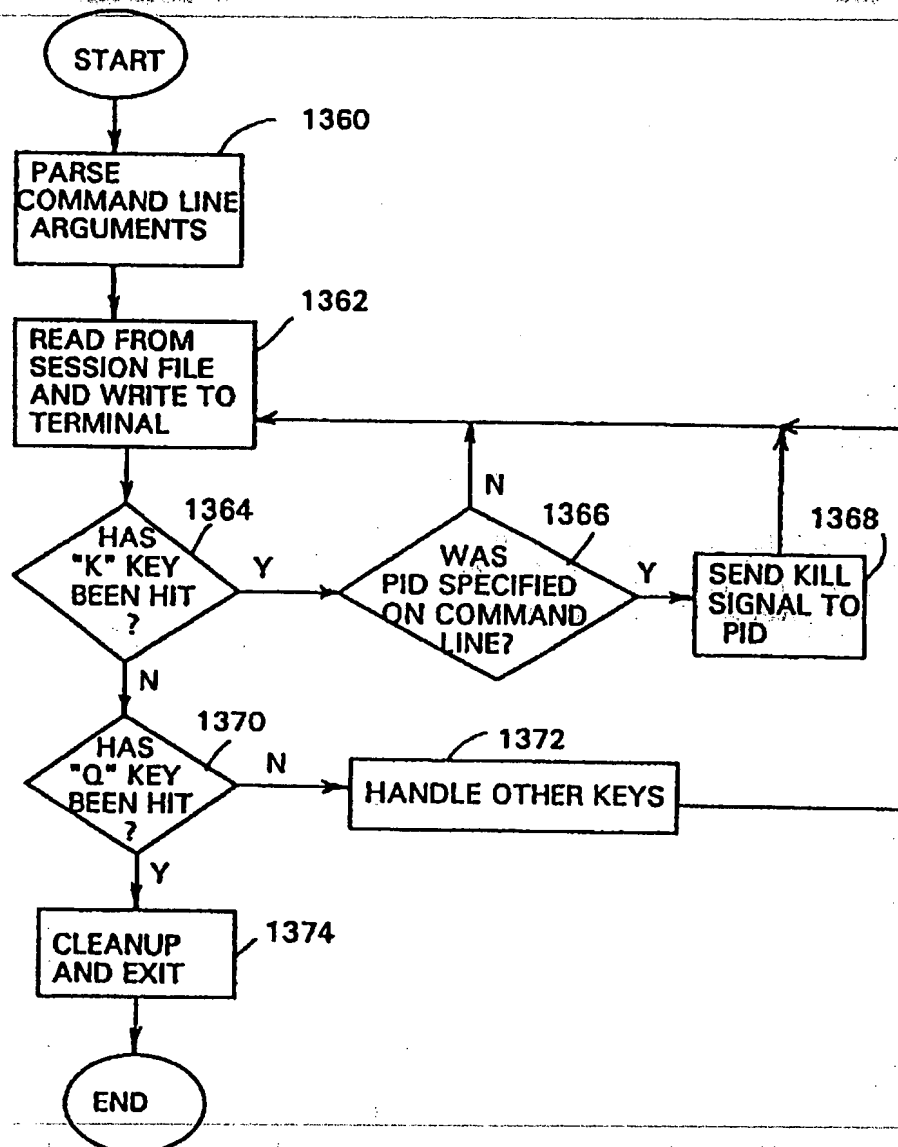 START
1360
PARSE
COMMAND LINE
ARGUMENTS
1362
READ FROM
SESSION FILE
AND WRITE TO
TERMINAL
1364
HAS
"K" KEY
BEEN HIT
?
Y
N
1366
WAS
PID SPECIFIED
ON COMMAND
LINE?
N
Y
1368
SEND KILL
SIGNAL TO
PID
1370
HAS
"Q" KEY
BEEN HIT
?
N
Y
1372
HANDLE OTHER KEYS
1374
CLEANUP
AND EXIT
END